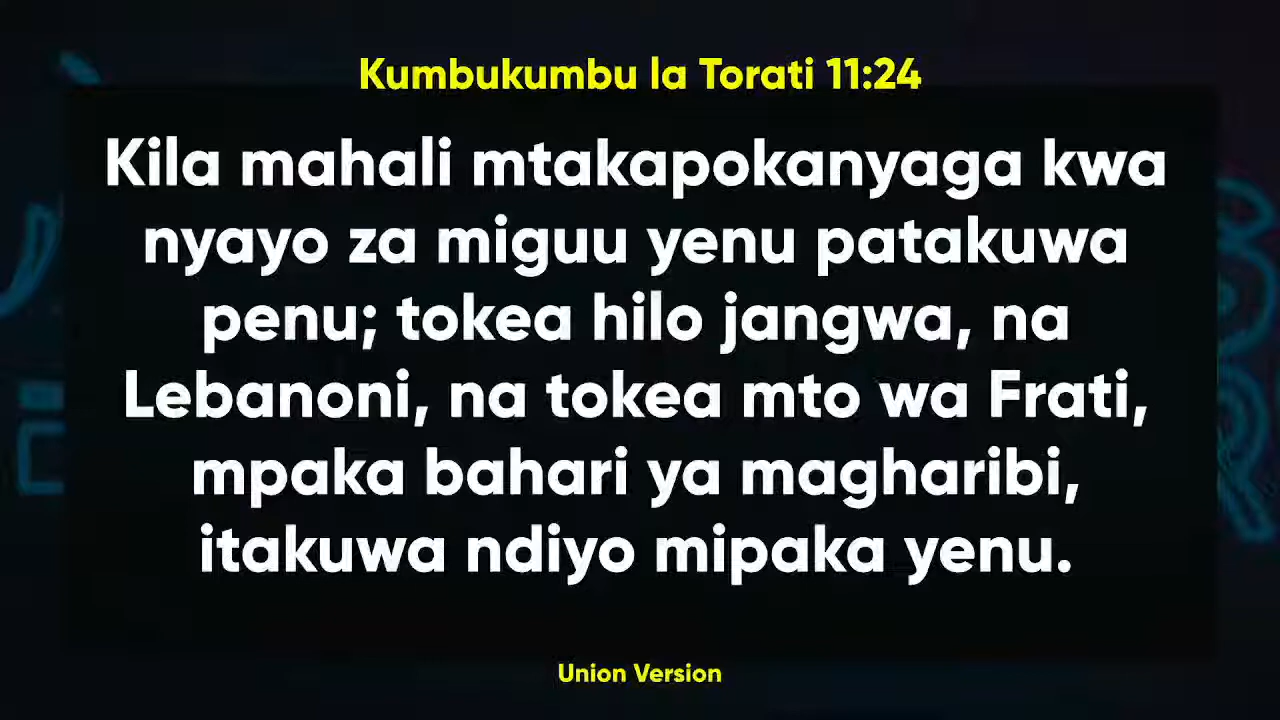 Kumbukumbu la Torati 11:24
Kila mahali mtakapokanyaga kwa
nyayo za miguu yenu patakuwa
penu; tokea hilo jangwa, na
Lebanoni, na tokea mto wa Frati,
mpaka bahari ya magharibi,
itakuwa ndiyo mipaka yenu.
Union Version